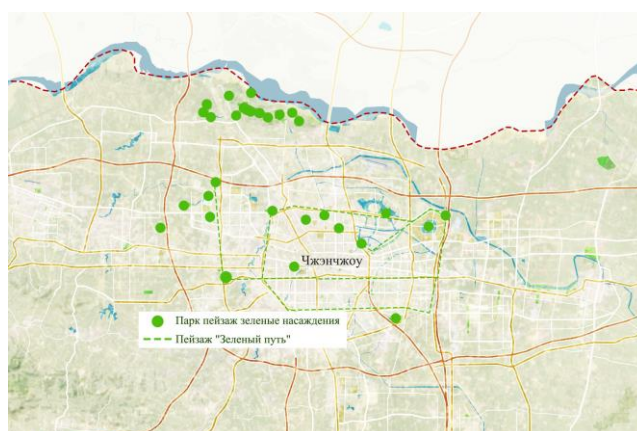 Чжэнчжоу
Парк пейзаж зеленые насаждения
Пейзаж "Зеленый путь"